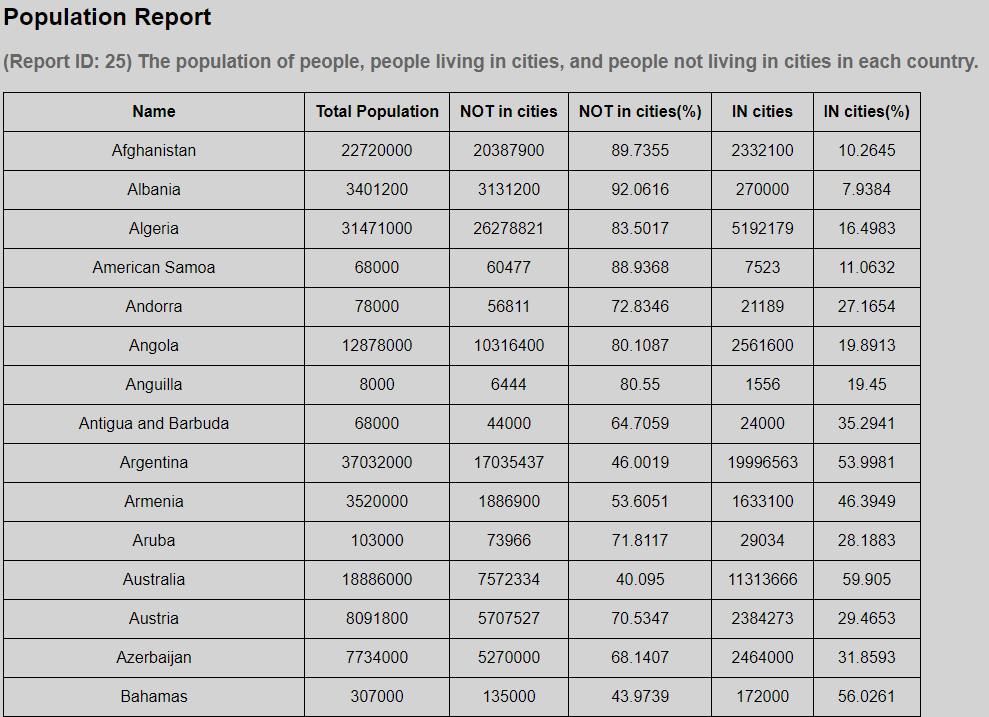 Population Report
(Report ID: 25) The population of people, people living in cities, and people not living in cities in each country.
Name Total Population NOT in cities NOT in cities(%) IN cities IN cities(%)
Afghanistan 22720000 20387900 89.7355 2332100 10.2645
Albania 3401200 3131200 92.0616 270000 7.9384
Algeria 31471000 26278821 83.5017 5192179 16.4983
American Samoa 68000 60477 88.9368 7523 11.0632
Andorra 78000 56811 72.8346 21189 27.1654
Angola 12878000 10316400 80.1087 2561600 19.8913
Anguilla 8000 6444 80.55 1556 19.45
Antigua and Barbuda 68000 44000 64.7059 24000 35.2941
Argentina 37032000 17035437 46.0019 19996563 53.9981
Armenia 3520000 1886900 53.6051 1633100 46.3949
Aruba 103000 73966 71.8117 29034 28.1883
Australia 18886000 7572334 40.095 11313666 59.905
Austria 8091800 5707527 70.5347 2384273 29.4653
Azerbaijan 7734000 5270000 68.1407 2464000 31.8593
Bahamas 307000 135000 43.9739 172000 56.0261